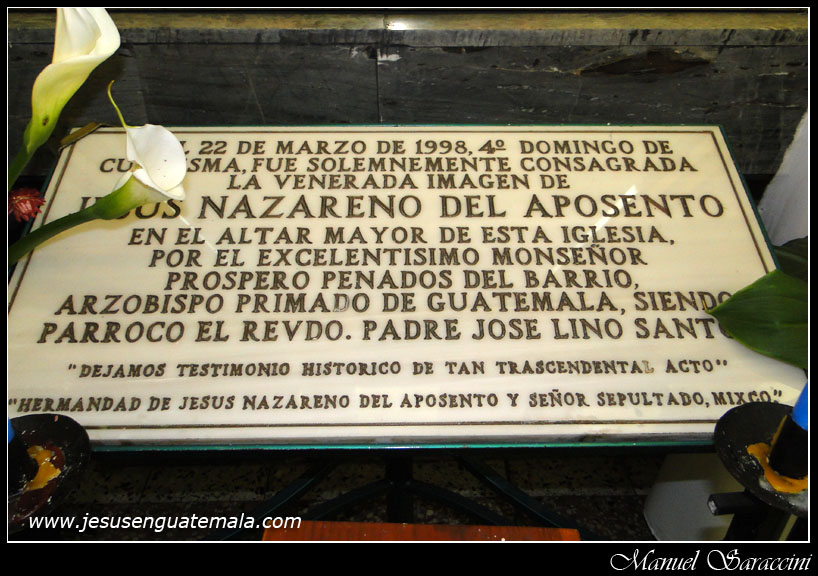 22 DE MARZO DE 1998, 4º DOMINGO DE
FUE SOLEMNEMENTE CONSAGRADA
LA VENERADA IMAGEN DE
JESUS NAZARENO DEL APOSENTO
EN EL ALTAR MAYOR DE ESTA IGLESIA,
POR EL EXCELENTISIMO MONSEÑOR
PROSPERO PENADOS DEL BARRIO,
ARZOBISPO PRIMADO DE GUATEMALA, SIENDO
PARROCO EL REVDO. PADRE JOSE LINO SANTO
"DEJAMOS TESTIMONIO HISTORICO DE TAN TRASCENDENTAL ACTO"
"HERMANDAD DE JESUS NAZARENO DEL APOSENTO Y SEÑOR SEPULTADO, MIXCO."
www.jesusenguatemala.com
Manuel Saraccini